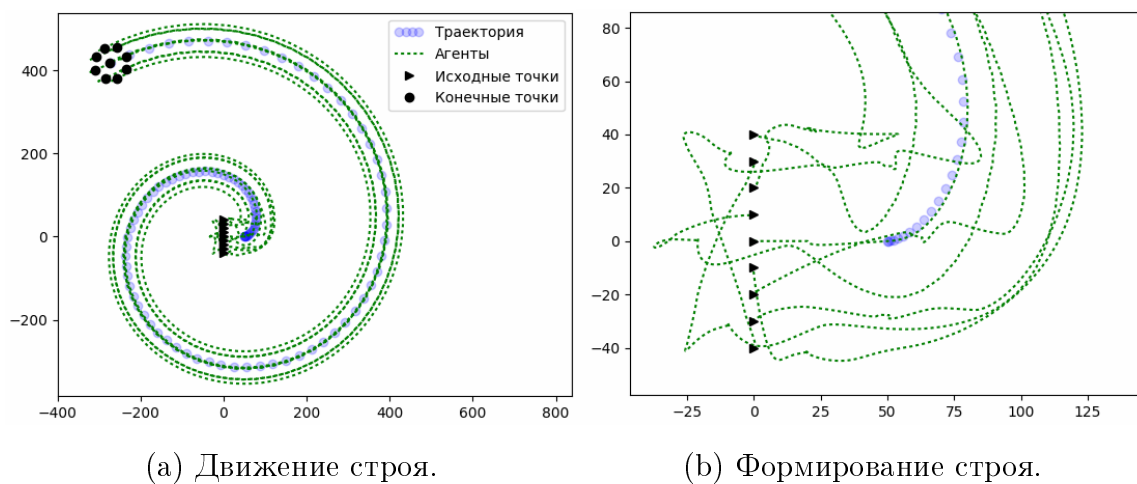 Траектория
Агенты
Исходные точки
Конечные точки
400
200
0
−200
−400 −200 0 200 400 600 800
80
60
40
20
0
−20
−40
−25 0 25 50 75 100 125
(a) Движение строя.
(b) Формирование строя.